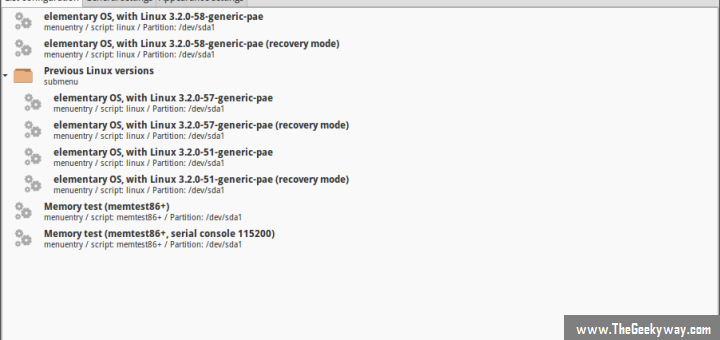 List configuration General settings Appearance settings
elementary OS, with Linux 3.2.0-58-generic-pae
menuentry / script: linux / Partition: /dev/sda1
elementary OS, with Linux 3.2.0-58-generic-pae (recovery mode)
menuentry / script: linux / Partition: /dev/sda1
Previous Linux versions
submenu
elementary OS, with Linux 3.2.0-57-generic-pae
menuentry / script: linux / Partition: /dev/sda1
elementary OS, with Linux 3.2.0-57-generic-pae (recovery mode)
menuentry / script: linux / Partition: /dev/sda1
elementary OS, with Linux 3.2.0-51-generic-pae
menuentry / script: linux / Partition: /dev/sda1
elementary OS, with Linux 3.2.0-51-generic-pae (recovery mode)
menuentry / script: linux / Partition: /dev/sda1
Memory test (memtest86+)
menuentry / script: memtest86+ / Partition: /dev/sda1
Memory test (memtest86+, serial console 115200)
menuentry / script: memtest86+ / Partition: /dev/sda1
www.TheGeekyway.com